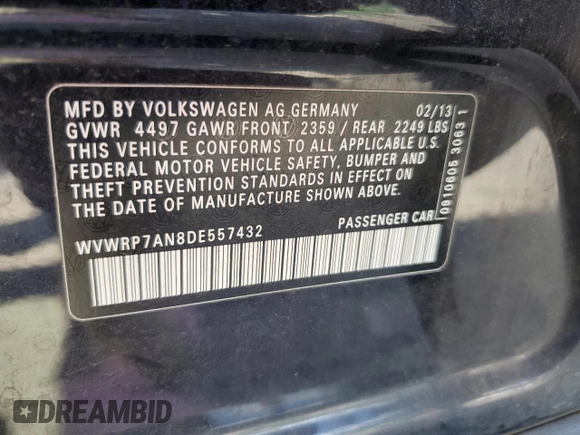 MFD BY VOLKSWAGEN AG GERMANY 02/13
GVWR 4497 GAWR FRONT 2359 / REAR 2249 LBS
THIS VEHICLE CONFORMS TO ALL APPLICABLE U.S.
FEDERAL MOTOR VEHICLE SAFETY, BUMPER AND
THEFT PREVENTION STANDARDS IN EFFECT ON
THE DATE OF MANUFACTURE SHOWN ABOVE.
WVWRP7AN8DE557432 PASSENGER CAR
0910605 3063 1
DREAMBID